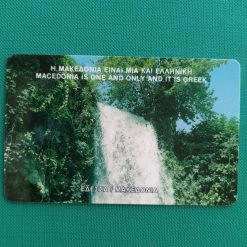 Η ΜΑΚΕΔΟΝΙΑ ΕΙΝΑΙ ΜΙΑ ΚΑΙ ΕΛΛΗΝΙΚΗ
MACEDONIA IS ONE AND ONLY AND IT IS GREEK
ΕΔΕΣΣΑ - ΜΑΚΕΔΟΝΙΑ